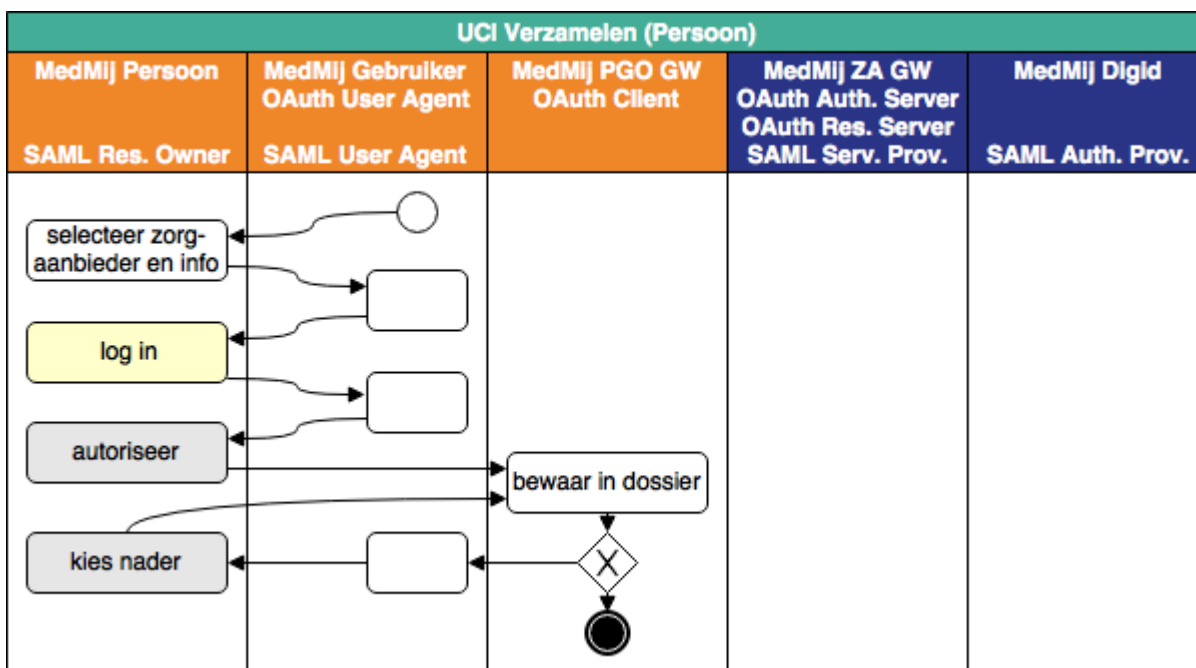 UCI Verzamelen (Persoon)
MedMij Persoon
SAML Res. Owner
MedMij Gebruiker
OAuth User Agent
SAML User Agent
MedMij PGO GW
OAuth Client
MedMij ZA GW
OAuth Auth. Server
OAuth Res. Server
SAML Serv. Prov.
MedMij Digid
SAML Auth. Prov.
selecteer zorg-
aanbieder en info
log in
autoriseer
bewaar in dossier
kies nader
X